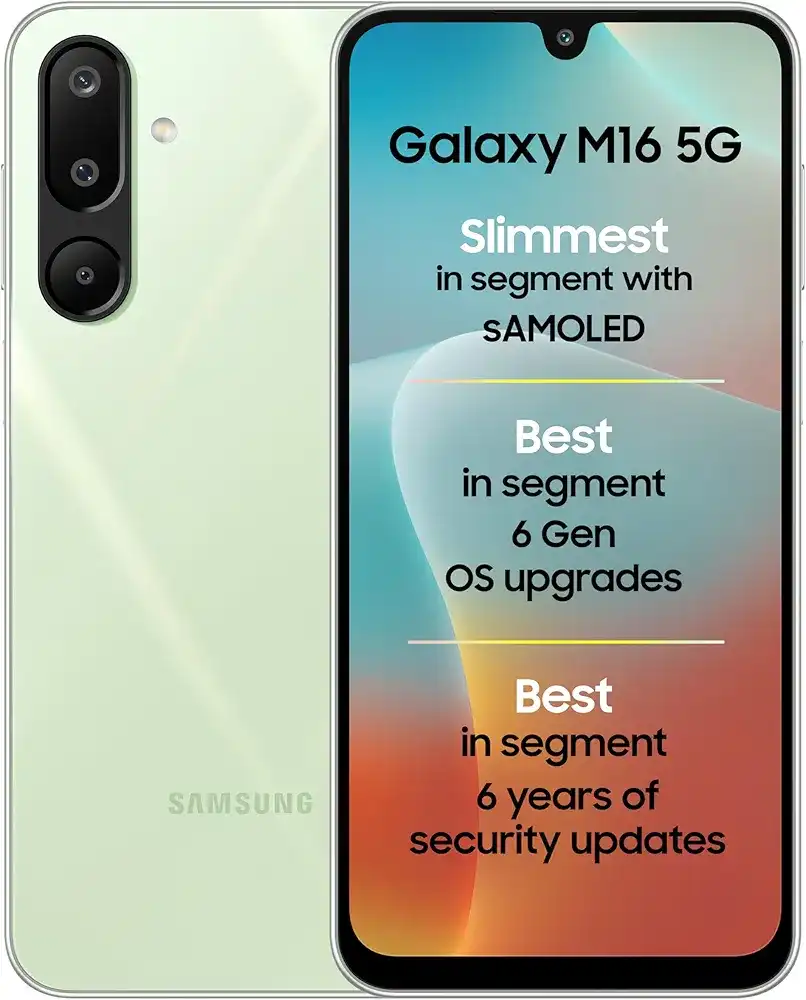 Galaxy M16 5G
Slimmest
in segment with
sAMOLED
Best
in segment
6 Gen
OS upgrades
Best
in segment
6 years of
security updates
SAMSUNG